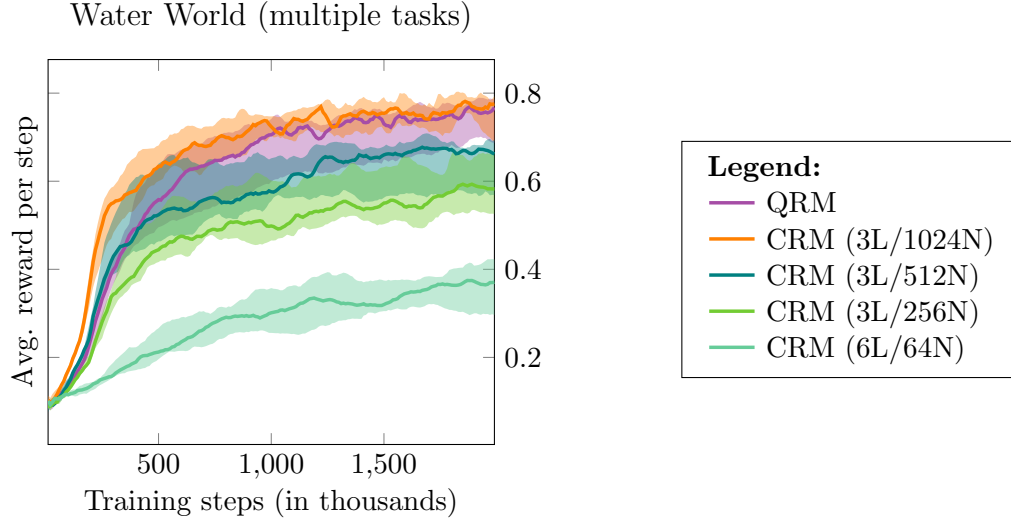 Water World (multiple tasks)
Avg. reward per step
0.8
0.6
0.4
0.2
500
1,000
1,500
Training steps (in thousands)
Legend:
QRM
CRM (3L/1024N)
CRM (3L/512N)
CRM (3L/256N)
CRM (6L/64N)